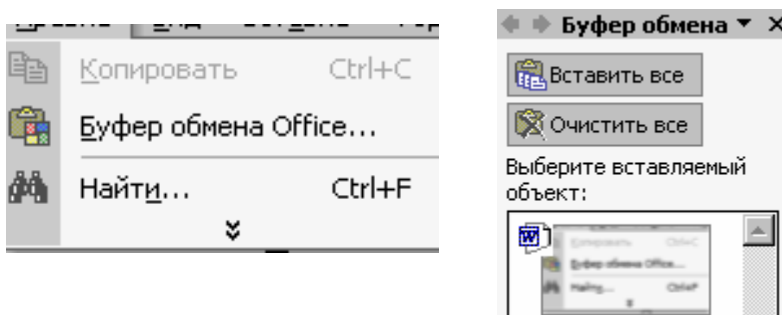 Копировать Ctrl+C
Буфер обмена Office...
Найти... Ctrl+F
Буфер обмена
Вставить все
Очистить все
Выберите вставляемый
объект: